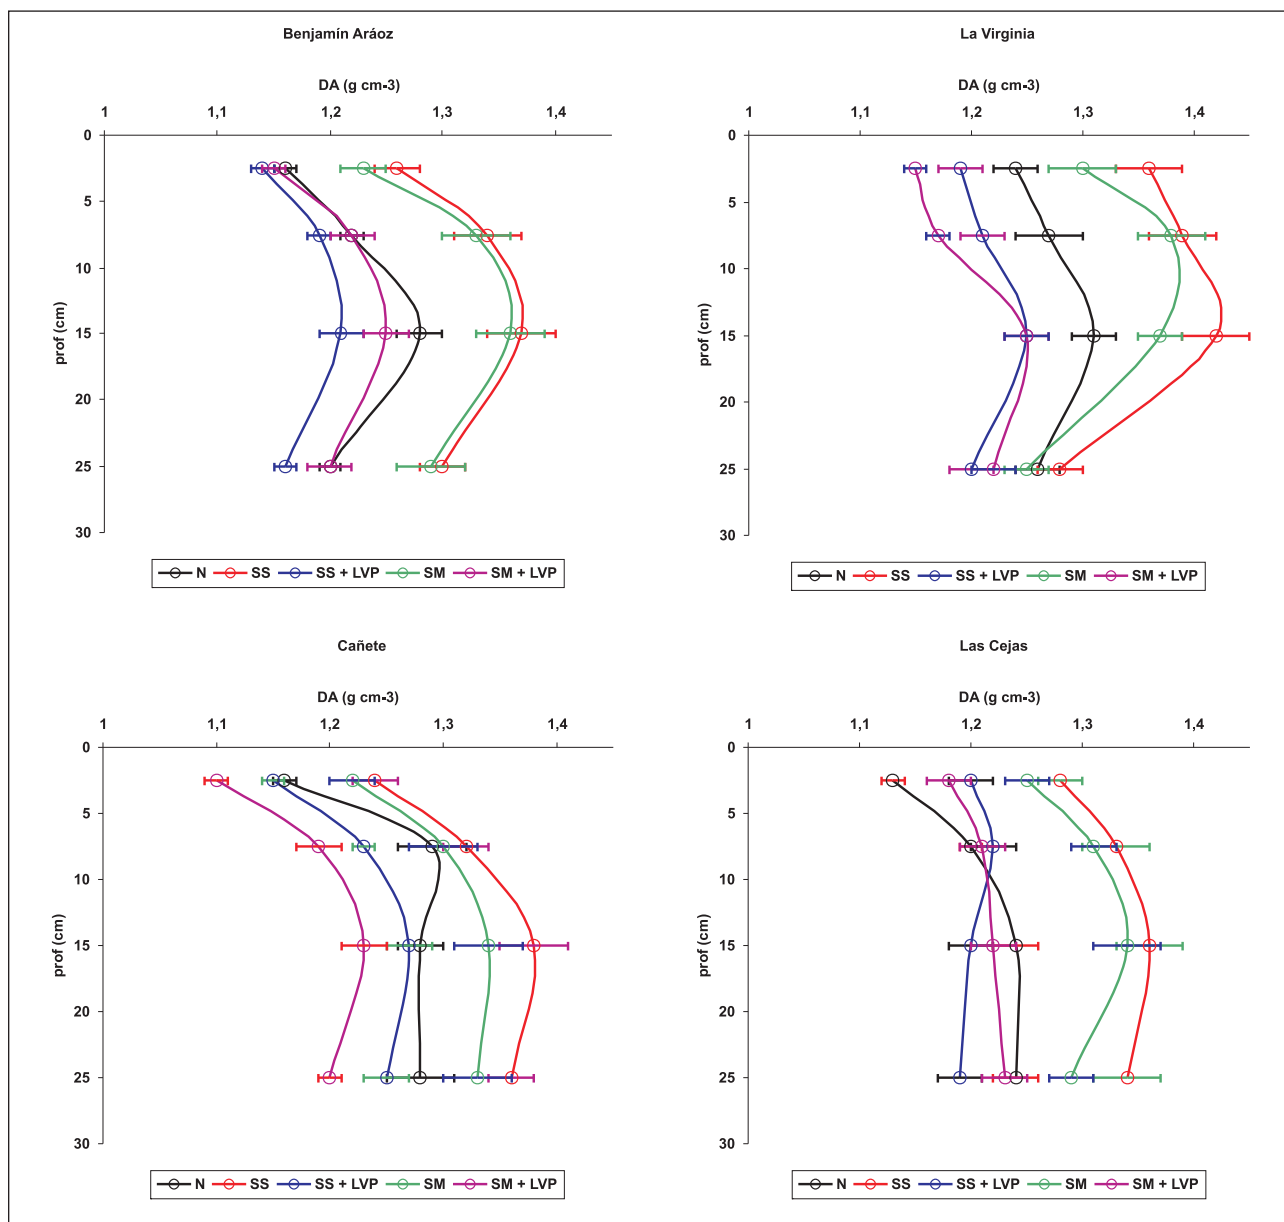 Benjamín Aráoz
DA (g cm-3)
1 1,1 1,2 1,3 1,4
0
5
10
15
20
25
30
prof (cm)
N SS SS + LVP SM SM + LVP
La Virginia
DA (g cm-3)
1 1,1 1,2 1,3 1,4
0
5
10
15
20
25
30
prof (cm)
N SS SS + LVP SM SM + LVP
Cañete
DA (g cm-3)
1 1,1 1,2 1,3 1,4
0
5
10
15
20
25
30
prof (cm)
N SS SS + LVP SM SM + LVP
Las Cejas
DA (g cm-3)
1 1,1 1,2 1,3 1,4
0
5
10
15
20
25
30
prof (cm)
N SS SS + LVP SM SM + LVP